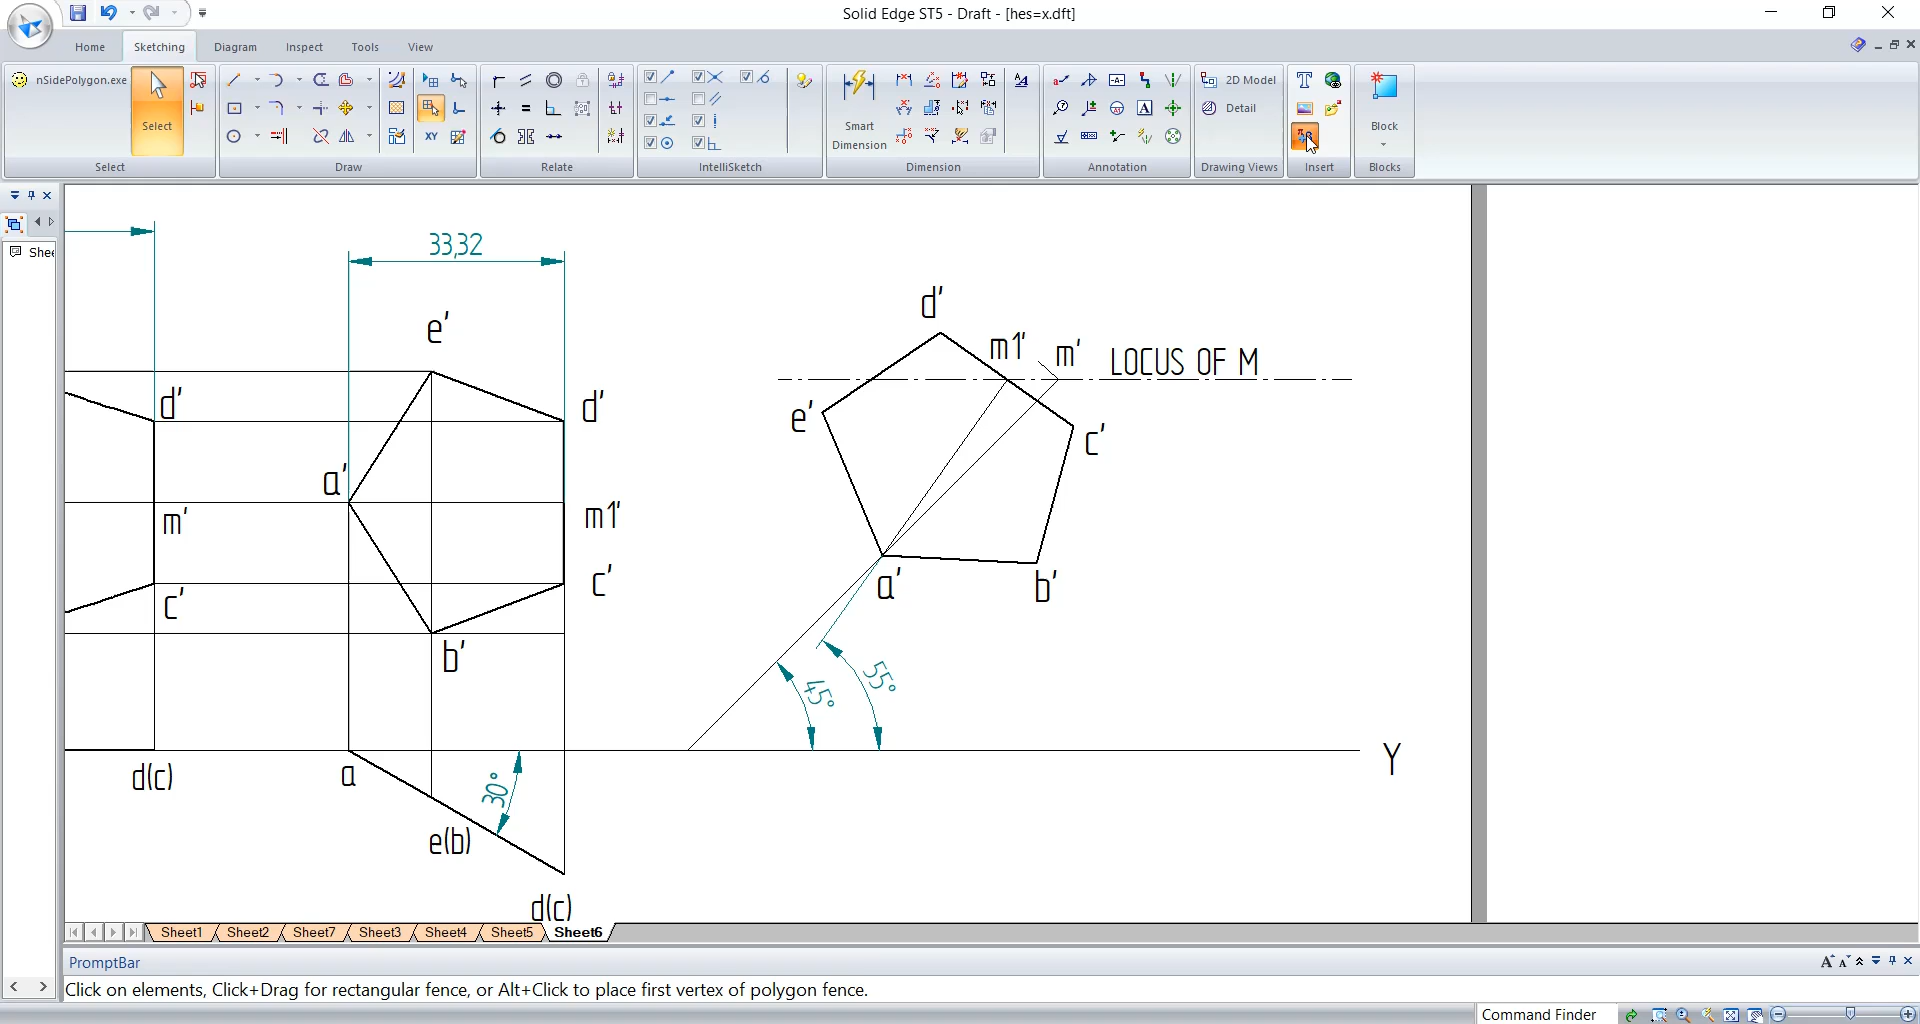 Solid Edge ST5 - Draft - [hes=x.dft]
Home
Sketching
Diagram
Inspect
Tools
View
nSidePolygon.exe
Select
Smart
Dimension
2D Model
Detail
Block
XY
A
T
Select
Draw
Relate
IntelliSketch
Dimension
Annotation
Drawing Views
Insert
Blocks
Shee
33,32
e'
d'
m1'
m'
LOCUS OF M
d'
d'
e'
c'
a'
m'
m1'
c'
c'
a'
b'
b'
55°
45°
Y
d(c)
a
30°
e(b)
d(c)
Sheet1
Sheet2
Sheet7
Sheet3
Sheet4
Sheet5
Sheet6
PromptBar
Click on elements, Click+Drag for rectangular fence, or Alt+Click to place first vertex of polygon fence.
Command Finder